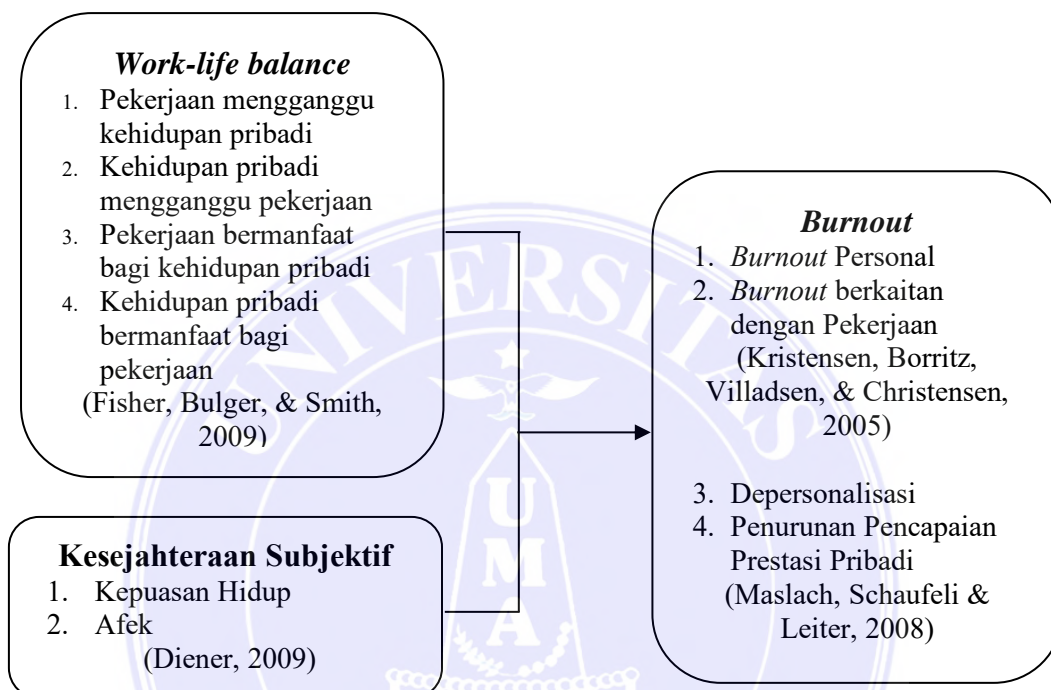 Work-life balance
1. Pekerjaan mengganggu
kehidupan pribadi
2. Kehidupan pribadi
mengganggu pekerjaan
3. Pekerjaan bermanfaat
bagi kehidupan pribadi
4. Kehidupan pribadi
bermanfaat bagi
pekerjaan
(Fisher, Bulger, & Smith,
2009)
Kesejahteraan Subjektif
1. Kepuasan Hidup
2. Afek
(Diener, 2009)
Burnout
1. Burnout Personal
2. Burnout berkaitan
dengan Pekerjaan
(Kristensen, Borritz,
Villadsen, & Christensen,
2005)
3. Depersonalisasi
4. Penurunan Pencapaian
Prestasi Pribadi
(Maslach, Schaufeli &
Leiter, 2008)
UNIVERSITAS
UMA